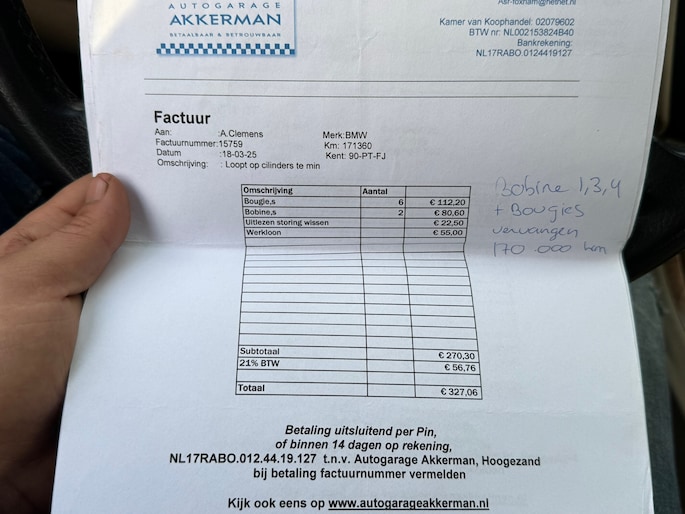 AUTOGARAGE
AKKERMAN
BETAALBAAR & BETROUWBAAR
Asr-foxham@hetnet.nl
Kamer van Koophandel: 02079602
BTW nr: NL002153824B40
Bankrekening:
NL17RABO.0124419127
Factuur
Aan: :A.Clemens Merk:BMW
Factuurnummer:15759 Km: 171360
Datum :18-03-25 Kent: 90-PT-FJ
Omschrijving: : Loopt op cilinders te min
Omschrijving Aantal
Bougie,s 6 € 112,20
Bobine,s 2 € 80,60
Uitlezen storing wissen € 22,50
Werkloon € 55,00
Bobine 1,3,4
+ Bougies
vervangen
170.000 km
Subtotaal € 270,30
21% BTW € 56,76
Totaal € 327,06
Betaling uitsluitend per Pin,
of binnen 14 dagen op rekening,
NL17RABO.012.44.19.127 t.n.v. Autogarage Akkerman, Hoogezand
bij betaling factuurnummer vermelden
Kijk ook eens op www.autogarageakkerman.nl